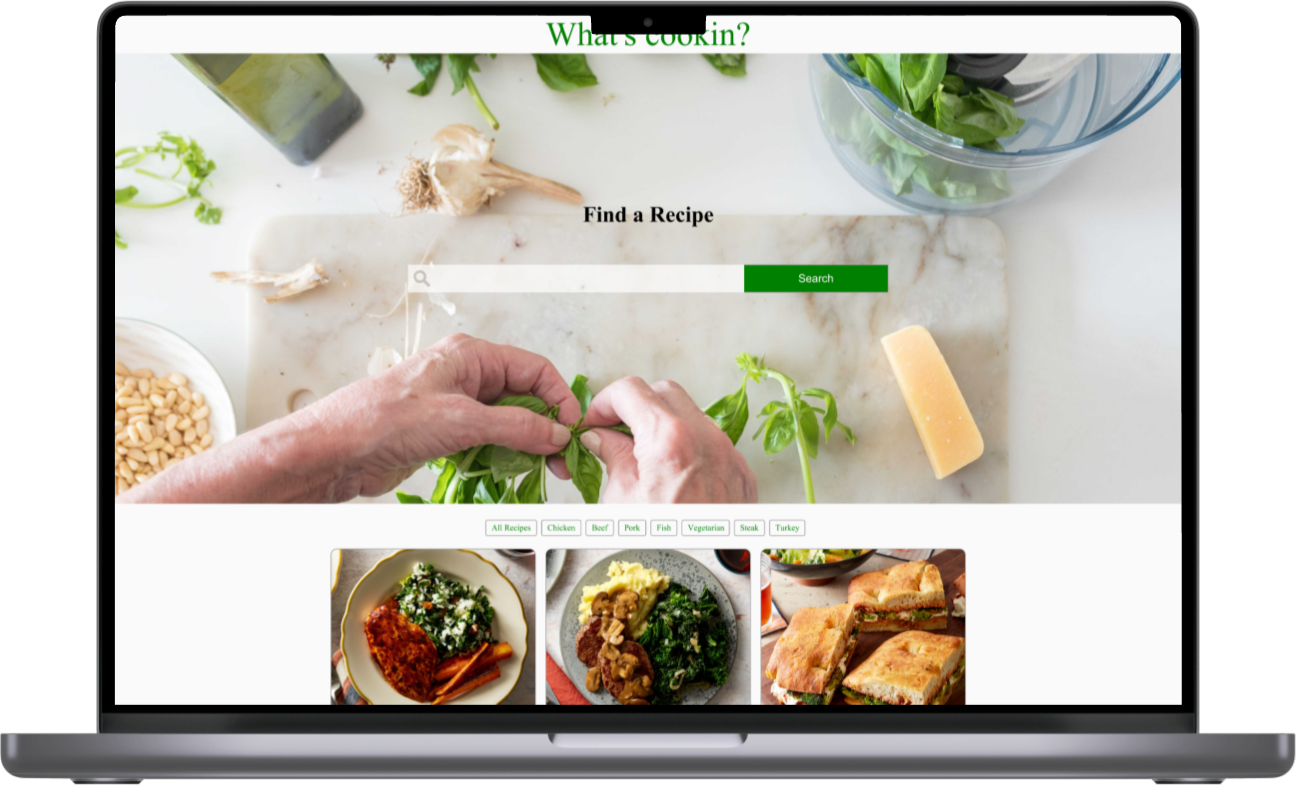 What's cookin?
Find a Recipe
Search
All Recipes Chicken Beef Pork Fish Vegetarian Steak Turkey